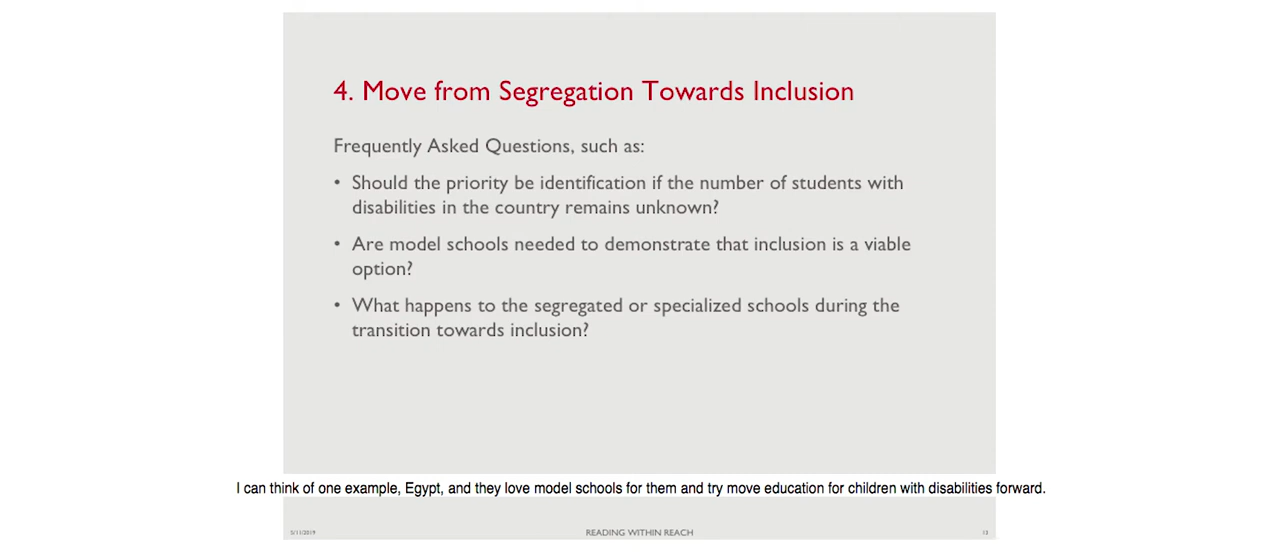 4. Move from Segregation Towards Inclusion
Frequently Asked Questions, such as:
• Should the priority be identification if the number of students with
disabilities in the country remains unknown?
• Are model schools needed to demonstrate that inclusion is a viable
option?
• What happens to the segregated or specialized schools during the
transition towards inclusion?
I can think of one example, Egypt, and they love model schools for them and try move education for children with disabilities forward.
5/11/2019 READING WITHIN REACH 13